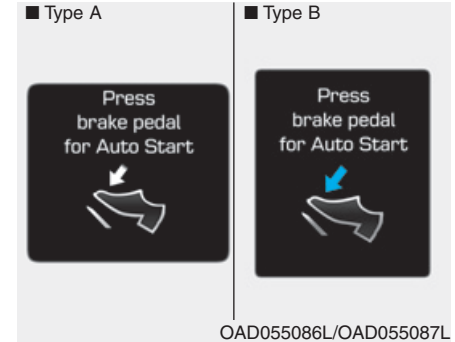 ■ Type A
Press
brake pedal
for Auto Start
■ Type B
Press
brake pedal
for Auto Start
OAD055086L/OAD055087L